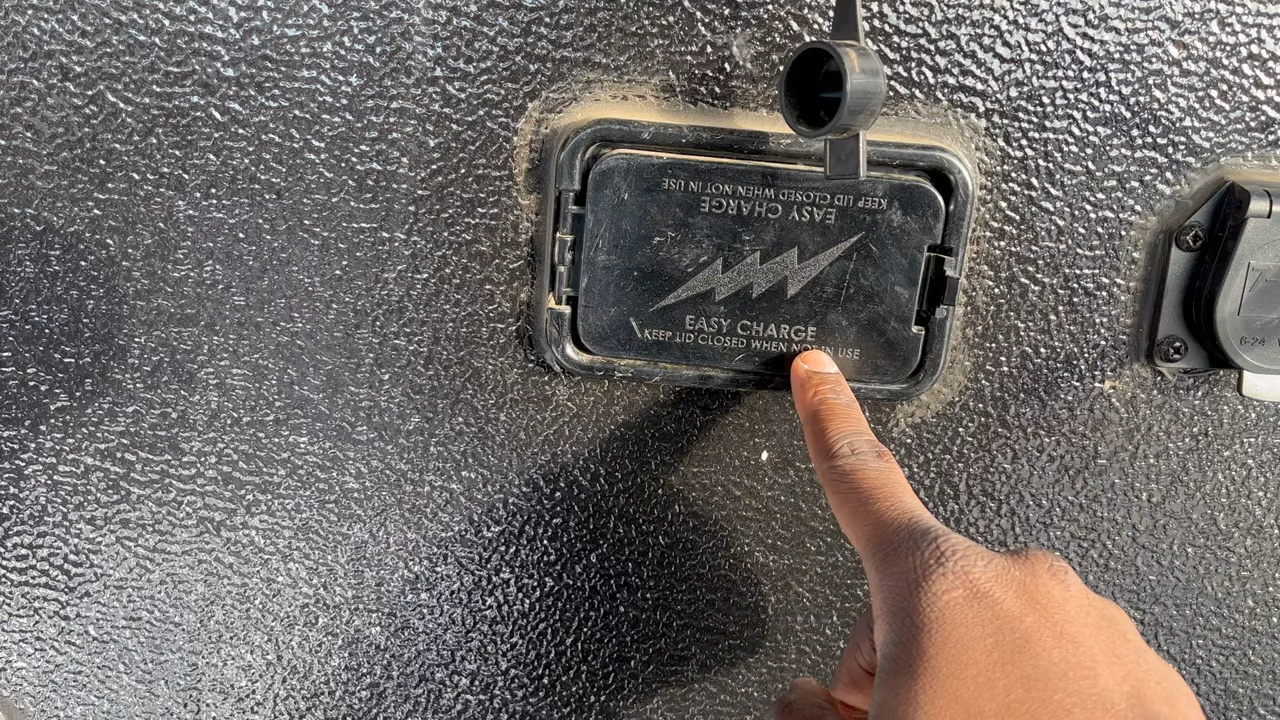 KEEP LID CLOSED WHEN NOT IN USE
EASY CHARGE
EASY CHARGE
KEEP LID CLOSED WHEN NOT IN USE
6-24